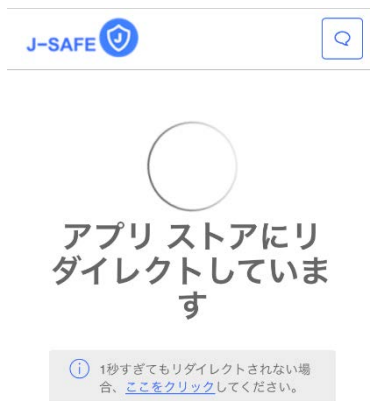 J-SAFE J
アプリ ストアにリ
ダイレクトしていま
す
1秒すぎてもリダイレクトされない場
合、ここをクリックしてください。